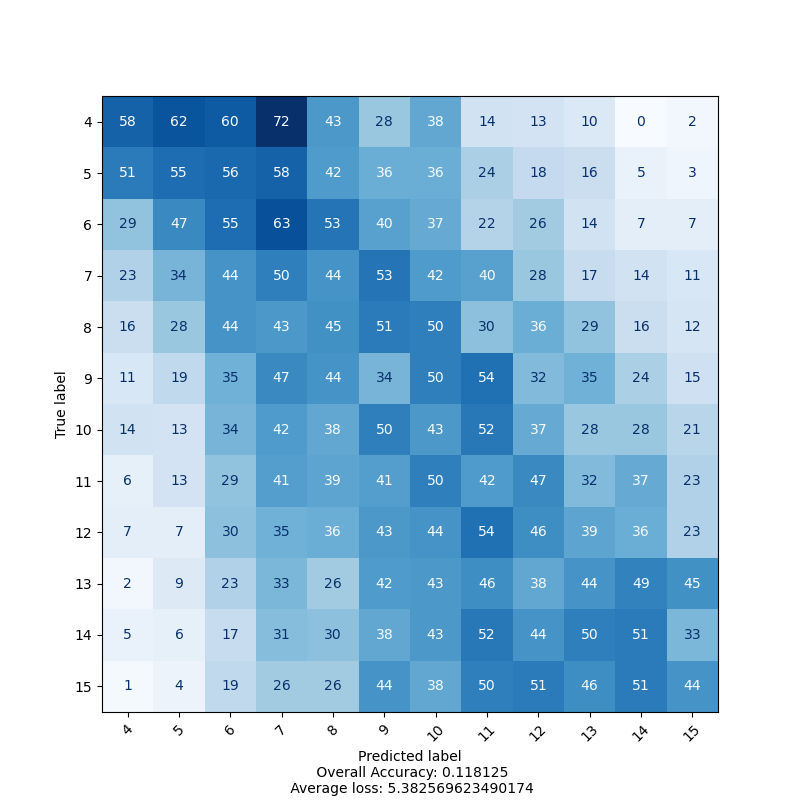 4 58 62 60 72 43 28 38 14 13 10 0 2
5 51 55 56 58 42 36 36 24 18 16 5 3
6 29 47 55 63 53 40 37 22 26 14 7 7
7 23 34 44 50 44 53 42 40 28 17 14 11
8 16 28 44 43 45 51 50 30 36 29 16 12
9 11 19 35 47 44 34 50 54 32 35 24 15
10 14 13 34 42 38 50 43 52 37 28 28 21
11 6 13 29 41 39 41 50 42 47 32 37 23
12 7 7 30 35 36 43 44 54 46 39 36 23
13 2 9 23 33 26 42 43 46 38 44 49 45
14 5 6 17 31 30 38 43 52 44 50 51 33
15 1 4 19 26 26 44 38 50 51 46 51 44
True label
4 5 6 7 8 9 10 11 12 13 14 15
Predicted label
Overall Accuracy: 0.118125
Average loss: 5.382569623490174